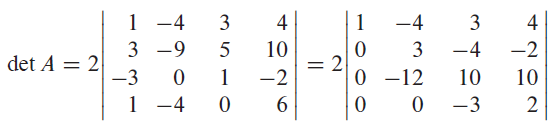 det A = 2 | 1 −4 3 4 | = 2 | 1 −4 3 4 |
| 3 −9 5 10 | | 0 3 −4 −2 |
| −3 0 1 −2 | | 0 −12 10 10 |
| 1 −4 0 6 | | 0 0 −3 2 |